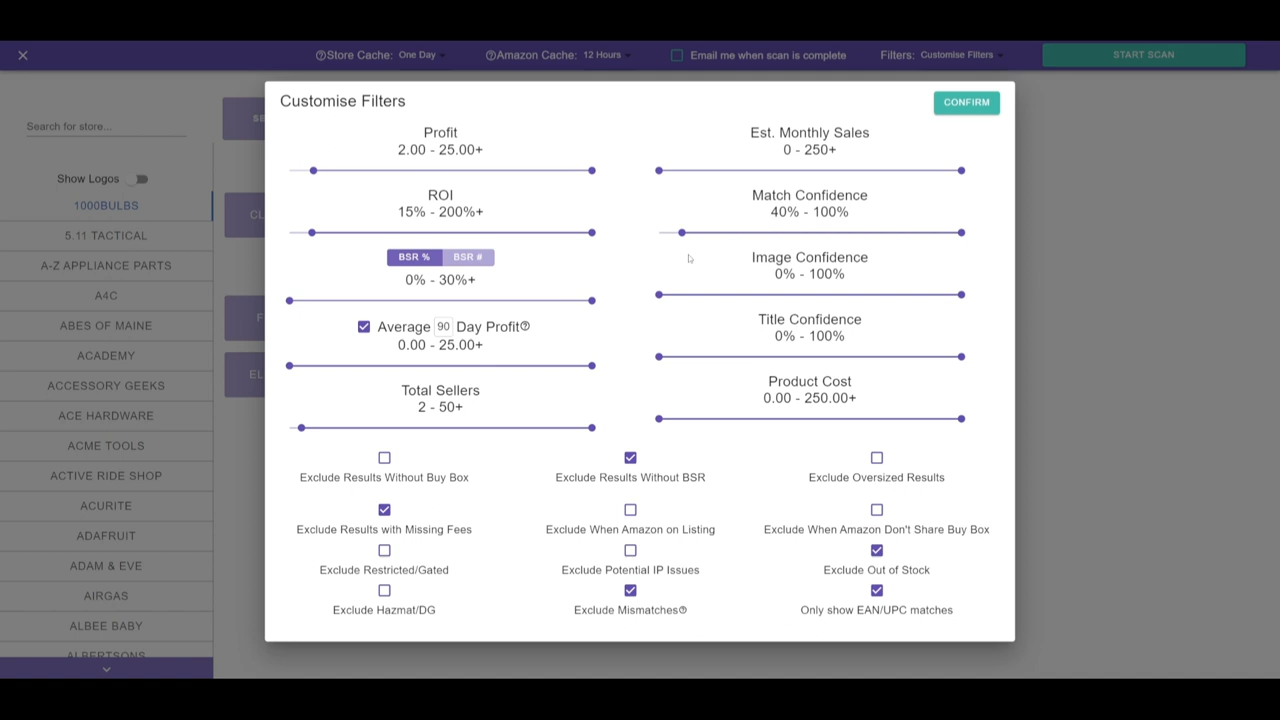 Store Cache: One Day
Amazon Cache: 12 Hours
Email me when scan is complete
Filters: Customise Filters
START SCAN
Search for store...
Show Logos
1000BULBS
5.11 TACTICAL
A-Z APPLIANCE PARTS
A4C
ABES OF MAINE
ACADEMY
ACCESSORY GEEKS
ACE HARDWARE
ACME TOOLS
ACTIVE RIDE SHOP
ACURITE
ADAFRUIT
ADAM & EVE
AIRGAS
ALBEE BABY
ALBERTSONS
SE
CL
F
EL
Customise Filters
CONFIRM
Profit
2.00 - 25.00+
ROI
15% - 200%+
BSR % BSR #
0% - 30%+
Average 90 Day Profit
0.00 - 25.00+
Total Sellers
2 - 50+
Est. Monthly Sales
0 - 250+
Match Confidence
40% - 100%
Image Confidence
0% - 100%
Title Confidence
0% - 100%
Product Cost
0.00 - 250.00+
Exclude Results Without Buy Box
Exclude Results Without BSR
Exclude Oversized Results
Exclude Results with Missing Fees
Exclude When Amazon on Listing
Exclude When Amazon Don't Share Buy Box
Exclude Restricted/Gated
Exclude Potential IP Issues
Exclude Out of Stock
Exclude Hazmat/DG
Exclude Mismatches
Only show EAN/UPC matches